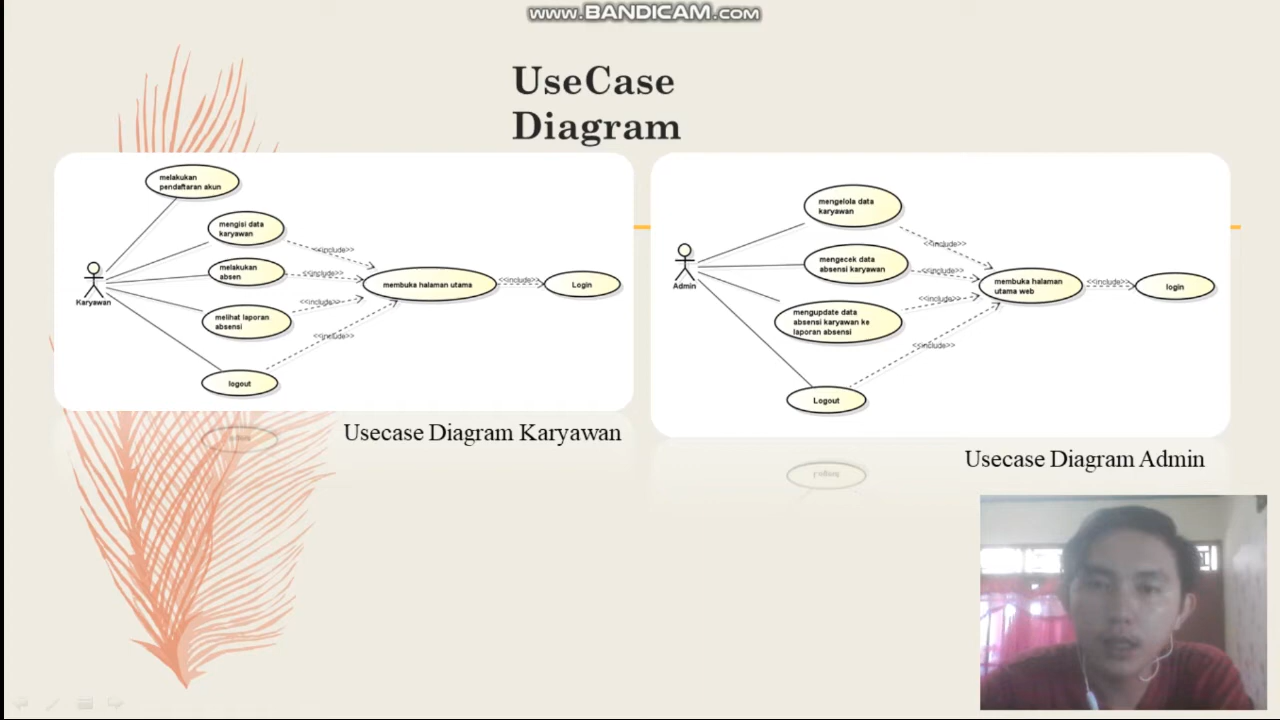 www.BANDICAM.com
UseCase
Diagram
melakukan
pendaftaran akun
mengisi data
karyawan
melakukan
absen
melihat laporan
absensi
logout
Karyawan
<<include>>
<<include>>
<<include>>
<<include>>
membuka halaman utama
<<include>>
Login
Usecase Diagram Karyawan
mengelola data
karyawan
mengecek data
absensi karyawan
mengupdate data
absensi karyawan ke
laporan absensi
Logout
Admin
<<include>>
<<include>>
<<include>>
<<include>>
membuka halaman
utama web
<<include>>
login
Usecase Diagram Admin